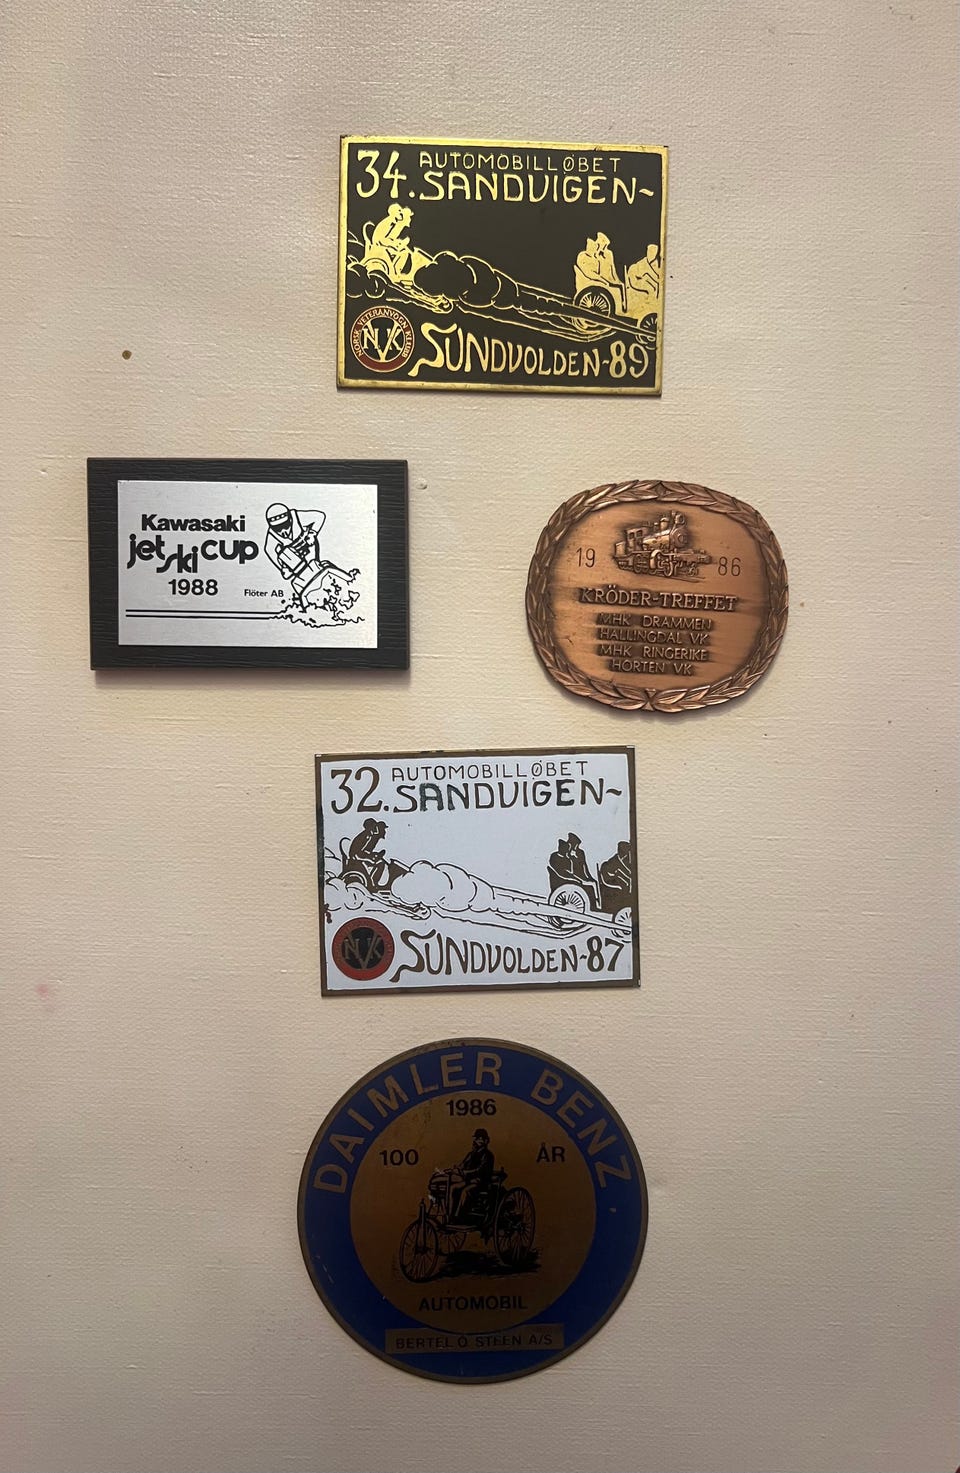 34. AUTOMOBILLØBET
SANDVIGEN~
NORSK VETERANVOGN KLUBB
NVK
SUNDVOLDEN-89
Kawasaki
jet ski cup
1988
Flöter AB
19 86
KRÖDER-TREFFET
MHK DRAMMEN
HALLINGDAL VK
MHK RINGERIKE
HORTEN VK
32. AUTOMOBILLØBET
SANDVIGEN~
NVK
SUNDVOLDEN-87
DAIMLER BENZ
1986
100 ÅR
AUTOMOBIL
BERTEL O. STEEN A/S